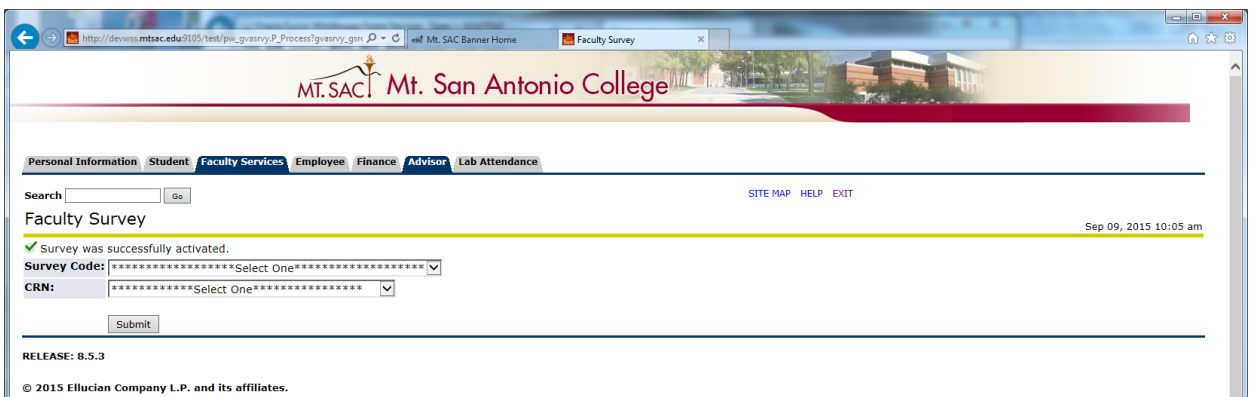 http://devwss.mtsac.edu:9105/test/pw_gvasrvy.P_Process?gvasrvy_gsr
Mt. SAC Banner Home
Faculty Survey
MT. SAC Mt. San Antonio College
Personal Information Student Faculty Services Employee Finance Advisor Lab Attendance
Search Go SITE MAP HELP EXIT
Faculty Survey
Sep 09, 2015 10:05 am
Survey was successfully activated.
Survey Code: ******************Select One*******************
CRN: ************Select One****************
Submit
RELEASE: 8.5.3
© 2015 Ellucian Company L.P. and its affiliates.